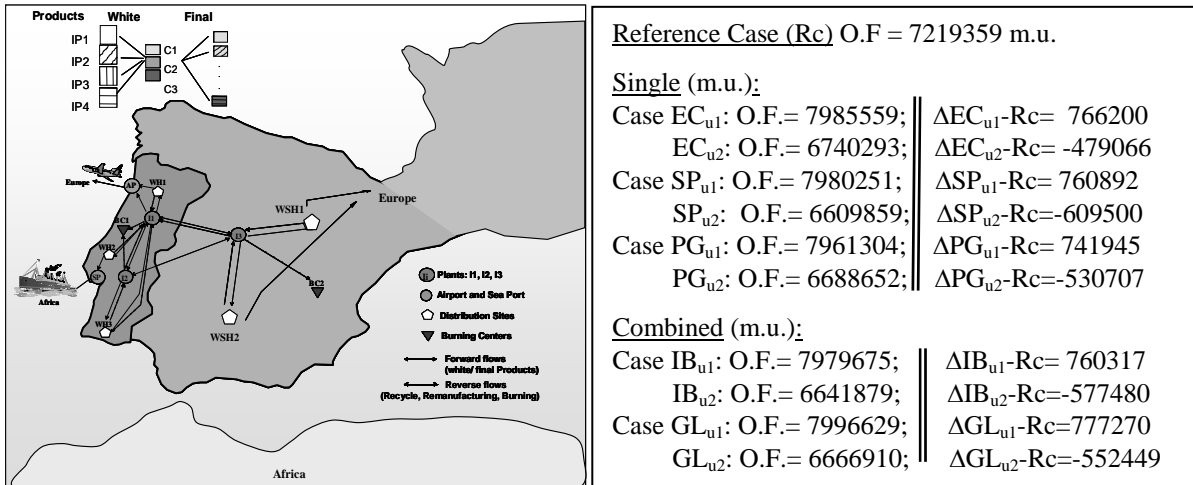 Products White Final
IP1
IP2
IP3
IP4
C1
C2
C3
.
.
.
Europe
AP
WH1
BC1
I1
WH2
SP
I2
Africa
WH3
I3
WSH1
Europe
BC2
WSH2
Ii Plants: I1, I2, I3
Airport and Sea Port
Distribution Sites
Burning Centers
Forward flows
(white/ final Products)
Reverse flows
(Recycle, Remanufacturing, Burning)
Africa
Reference Case (Rc) O.F = 7219359 m.u.
Single (m.u.):
Case ECu1: O.F.= 7985559; ΔECu1-Rc= 766200
ECu2: O.F.= 6740293; ΔECu2-Rc= -479066
Case SPu1: O.F.= 7980251; ΔSPu1-Rc= 760892
SPu2: O.F.= 6609859; ΔSPu2-Rc=-609500
Case PGu1: O.F.= 7961304; ΔPGu1-Rc= 741945
PGu2: O.F.= 6688652; ΔPGu2-Rc=-530707
Combined (m.u.):
Case IBu1: O.F.= 7979675; ΔIBu1-Rc= 760317
IBu2: O.F.= 6641879; ΔIBu2-Rc=-577480
Case GLu1: O.F.= 7996629; ΔGLu1-Rc=777270
GLu2: O.F.= 6666910; ΔGLu2-Rc=-552449